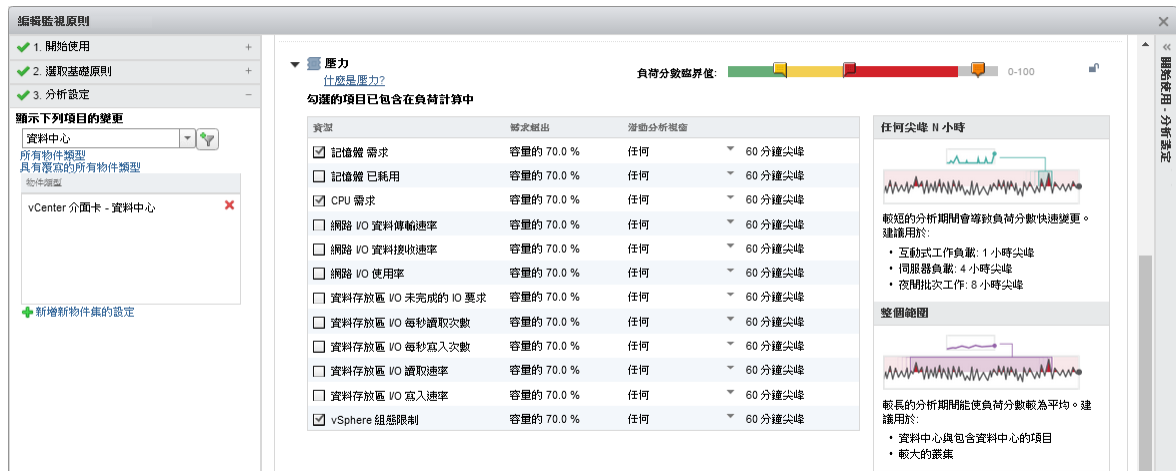 編輯監視原則
1. 開始使用
2. 選取基礎原則
3. 分析設定
顯示下列項目的變更
資料中心
所有物件類型
具有覆寫的所有物件類型
物件類型
vCenter 介面卡 - 資料中心
新增新物件集的設定
壓力
什麼是壓力?
負荷分數臨界值:
0-100
勾選的項目已包含在負荷計算中
資源 需求超出 滑動分析視窗
記憶體 需求 容量的 70.0 % 任何 60 分鐘尖峰
記憶體 已耗用 容量的 70.0 % 任何 60 分鐘尖峰
CPU 需求 容量的 70.0 % 任何 60 分鐘尖峰
網路 I/O 資料傳輸速率 容量的 70.0 % 任何 60 分鐘尖峰
網路 I/O 資料接收速率 容量的 70.0 % 任何 60 分鐘尖峰
網路 I/O 使用率 容量的 70.0 % 任何 60 分鐘尖峰
資料存放區 I/O 未完成的 IO 要求 容量的 70.0 % 任何 60 分鐘尖峰
資料存放區 I/O 每秒讀取次數 容量的 70.0 % 任何 60 分鐘尖峰
資料存放區 I/O 每秒寫入次數 容量的 70.0 % 任何 60 分鐘尖峰
資料存放區 I/O 讀取速率 容量的 70.0 % 任何 60 分鐘尖峰
資料存放區 I/O 寫入速率 容量的 70.0 % 任何 60 分鐘尖峰
vSphere 組態限制 容量的 70.0 % 任何 60 分鐘尖峰
任何尖峰 N 小時
較短的分析期間會導致負荷分數快速變更。
建議用於:
• 互動式工作負載: 1 小時尖峰
• 伺服器負載: 4 小時尖峰
• 夜間批次工作: 8 小時尖峰
整個範圍
較長的分析期間能使負荷分數較為平均。建
議用於:
• 資料中心與包含資料中心的項目
• 較大的叢集
開始使用 - 分析設定